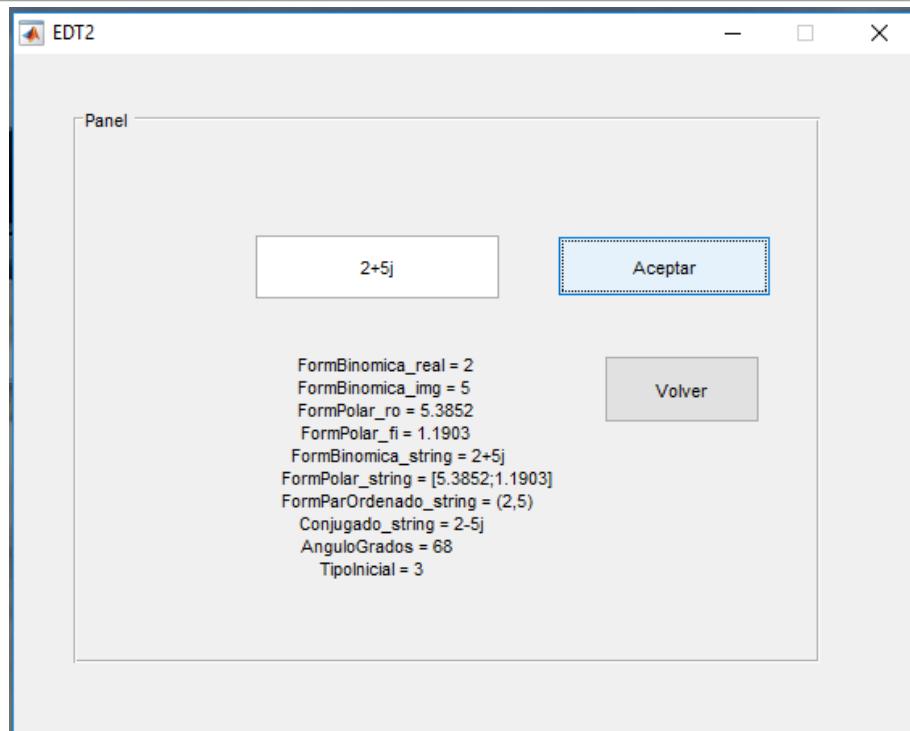 EDT2
Panel
2+5j
Aceptar
FormBinomica_real = 2
FormBinomica_img = 5
FormPolar_ro = 5.3852
FormPolar_fi = 1.1903
FormBinomica_string = 2+5j
FormPolar_string = [5.3852;1.1903]
FormParOrdenado_string = (2,5)
Conjugado_string = 2-5j
AnguloGrados = 68
TipoInicial = 3
Volver